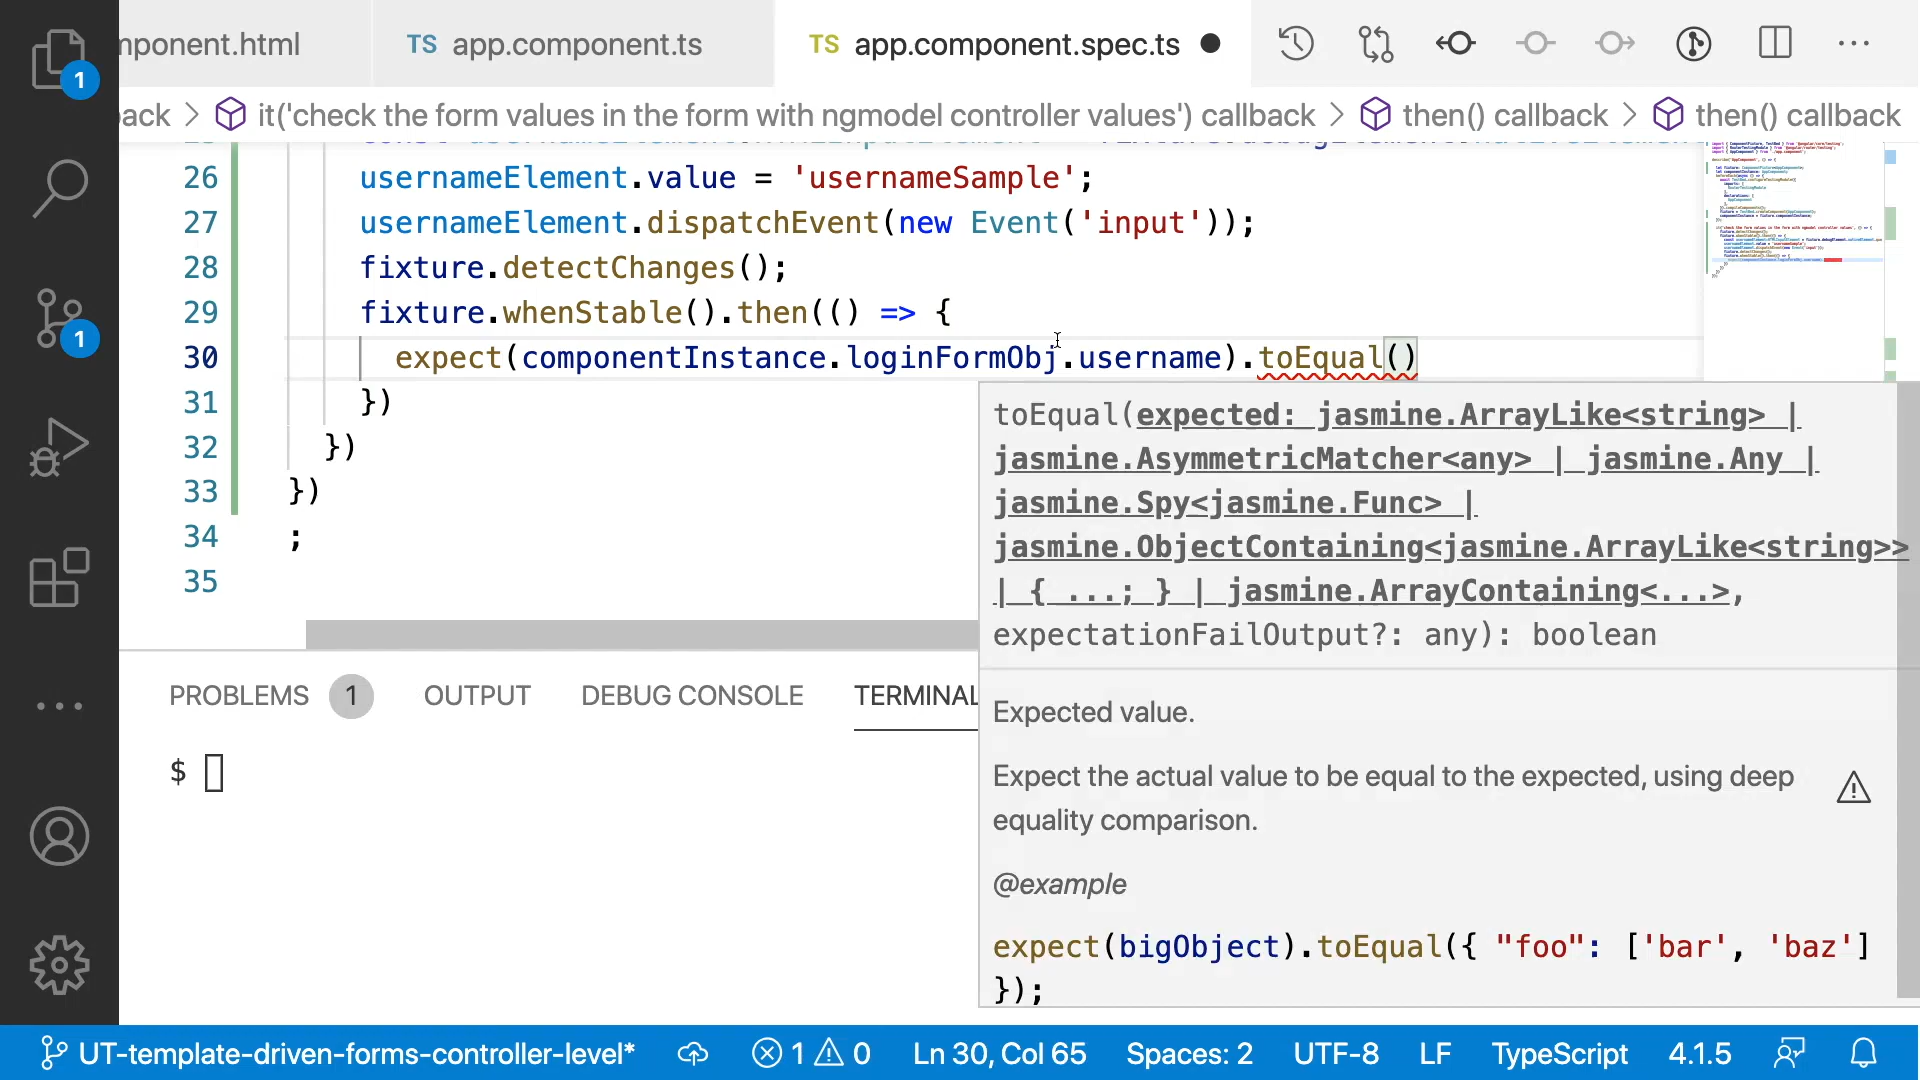 mponent.html
TS app.component.ts
TS app.component.spec.ts
ack > it('check the form values in the form with ngmodel controller values') callback > then() callback > then() callback
26 usernameElement.value = 'usernameSample';
27 usernameElement.dispatchEvent(new Event('input'));
28 fixture.detectChanges();
29 fixture.whenStable().then(() => {
30 expect(componentInstance.loginFormObj.username).toEqual()
31 })
32 })
33 })
34 ;
35
toEqual(expected: jasmine.ArrayLike<string> |
jasmine.AsymmetricMatcher<any> | jasmine.Any |
jasmine.Spy<jasmine.Func> |
jasmine.ObjectContaining<jasmine.ArrayLike<string>>
| { ...; } | jasmine.ArrayContaining<...>,
expectationFailOutput?: any): boolean
Expected value.
Expect the actual value to be equal to the expected, using deep
equality comparison.
@example
expect(bigObject).toEqual({ "foo": ['bar', 'baz']
});
PROBLEMS 1 OUTPUT DEBUG CONSOLE TERMINAL
$
1
1
UT-template-driven-forms-controller-level* 1 0 Ln 30, Col 65 Spaces: 2 UTF-8 LF TypeScript 4.1.5